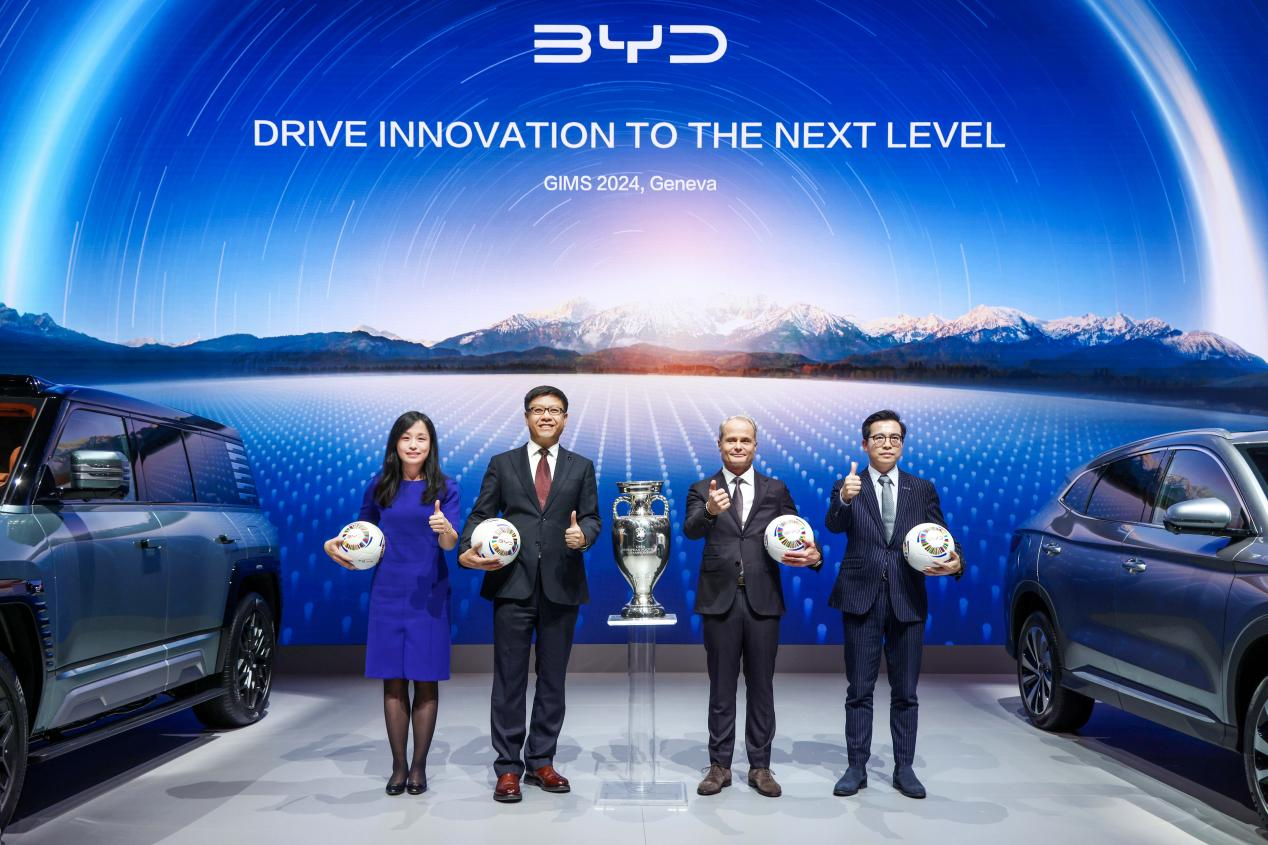 BYD
DRIVE INNOVATION TO THE NEXT LEVEL
GIMS 2024, Geneva